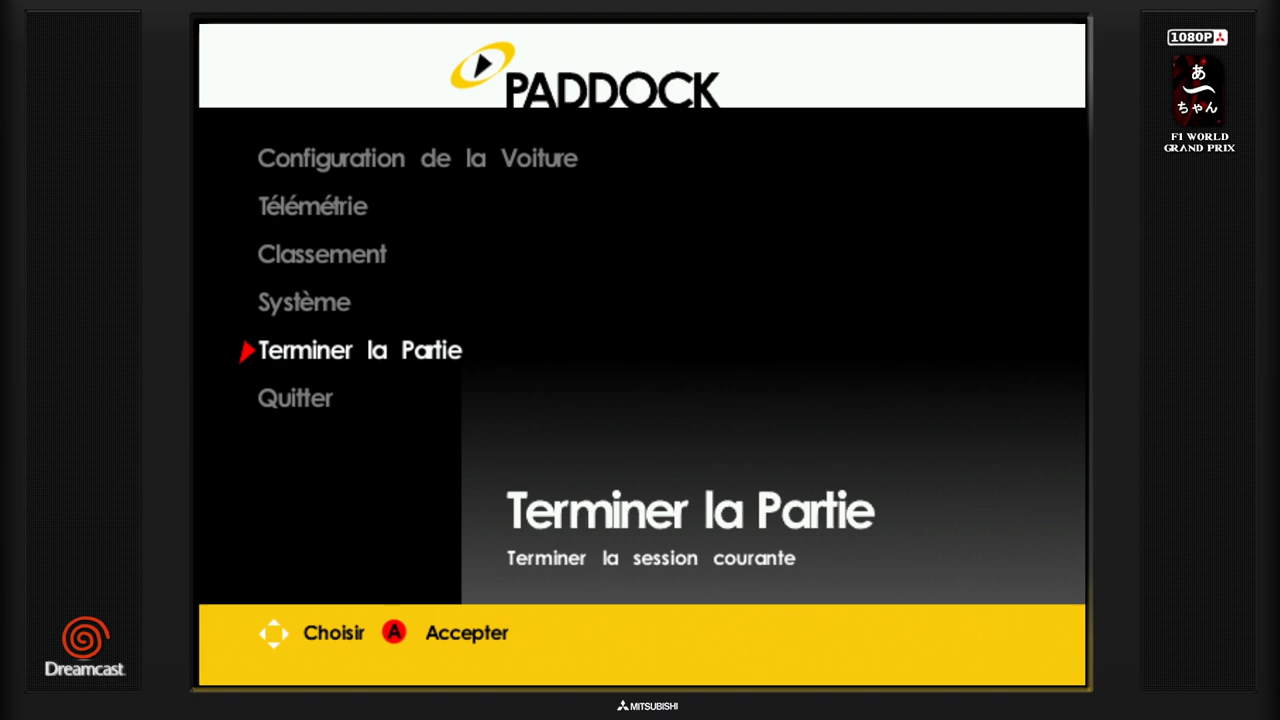 1080P
あ
ー
ちゃん
F1 WORLD
GRAND PRIX
PADDOCK
Configuration de la Voiture
Télémétrie
Classement
Système
Terminer la Partie
Quitter
Terminer la Partie
Terminer la session courante
Choisir A Accepter
Dreamcast
MITSUBISHI